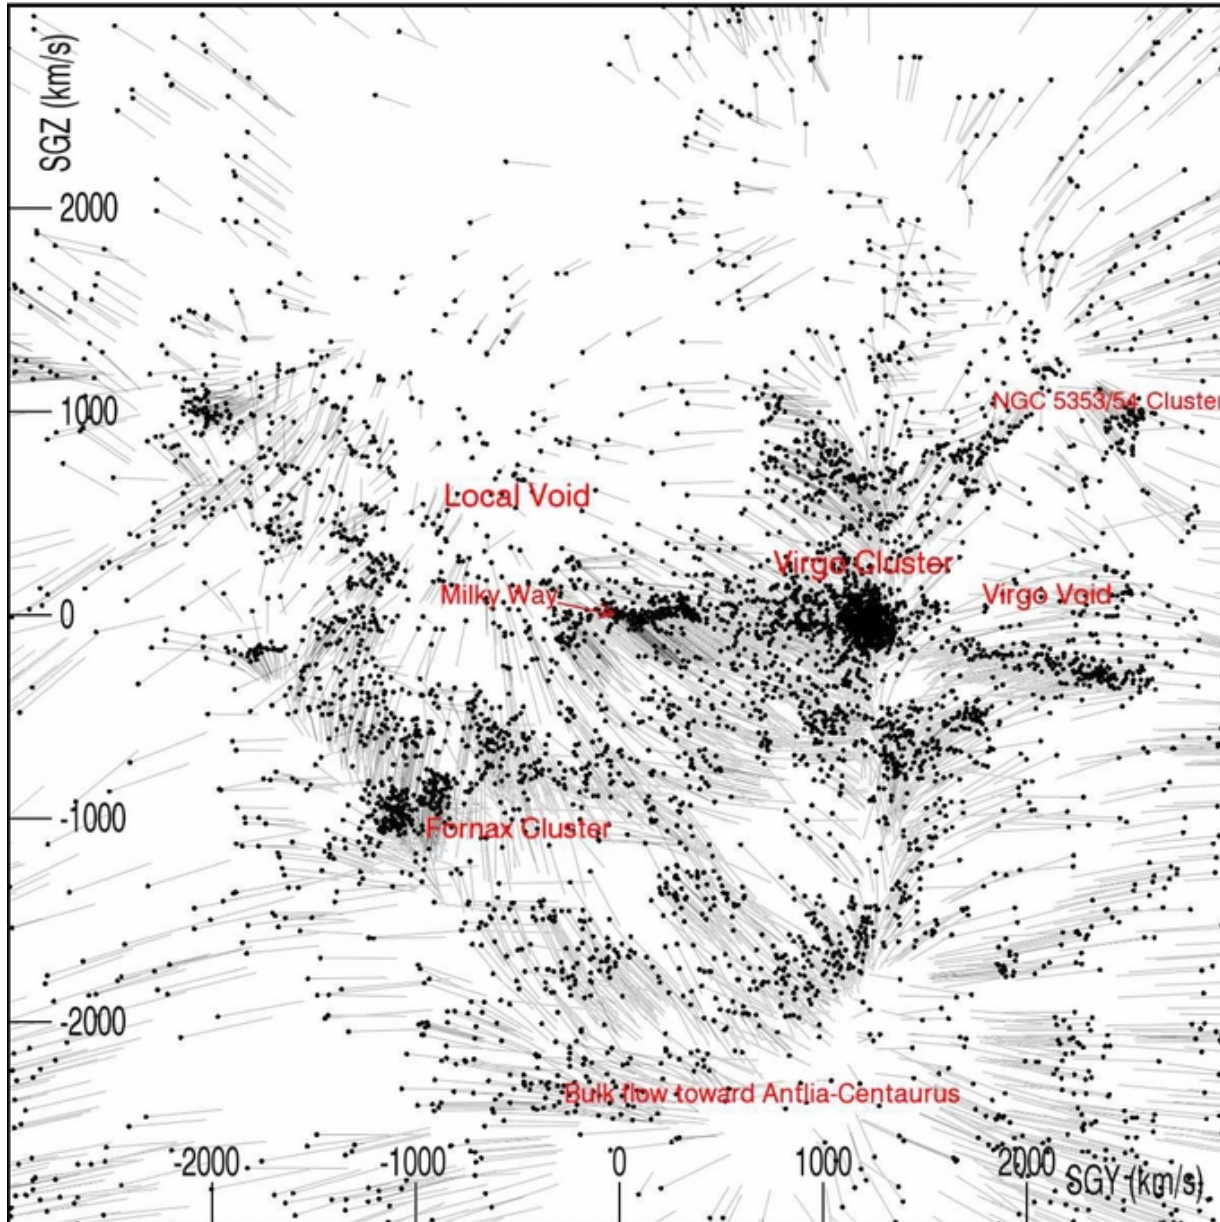 SGZ (km/s)
2000
1000
NGC 5353/54 Cluster
Local Void
Virgo Cluster
Milky Way
Virgo Void
0
-1000
Fornax Cluster
-2000
Bulk flow toward Antlia-Centaurus
-2000
-1000
0
1000
2000
SGY (km/s)